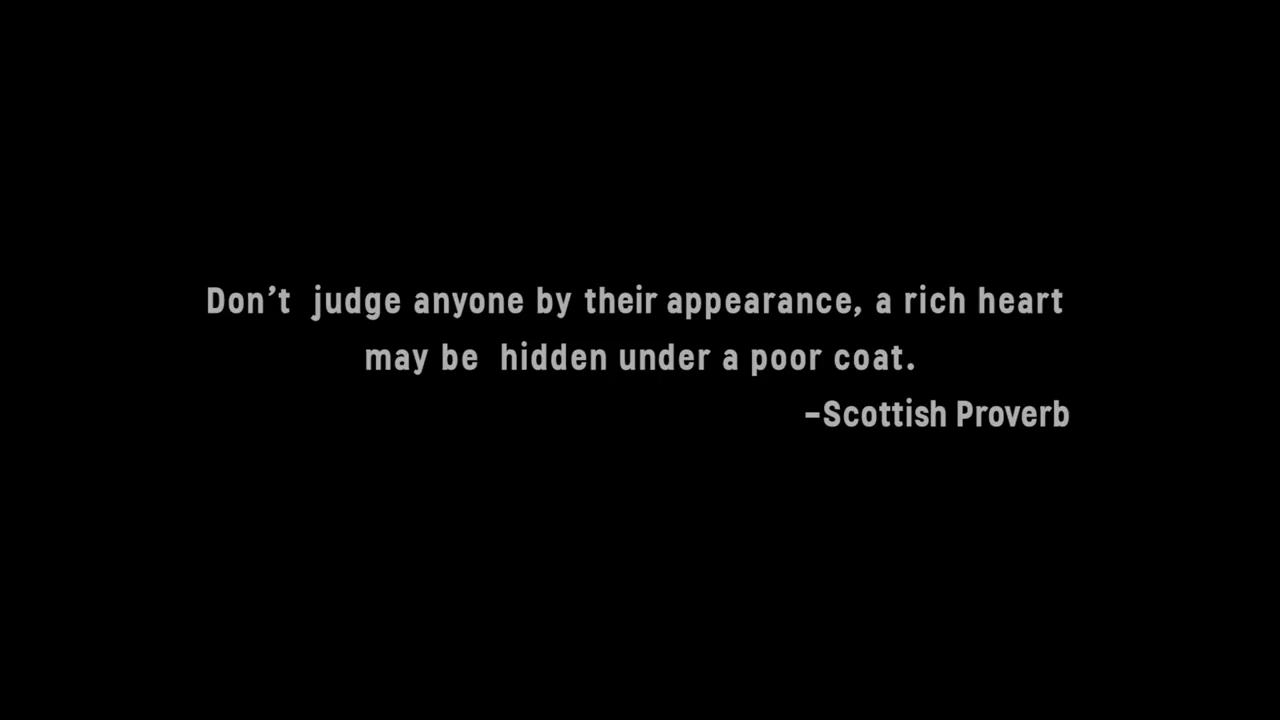 Don’t judge anyone by their appearance, a rich heart
may be hidden under a poor coat.
–Scottish Proverb